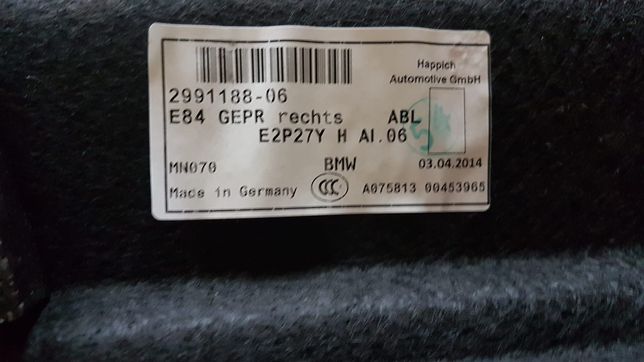 Happich
Automotive GmbH
2991188-06
E84 GEPR rechts ABL
E2P27Y H AI.06
MN070 BMW 03.04.2014
Made in Germany CCC A075813 00453965